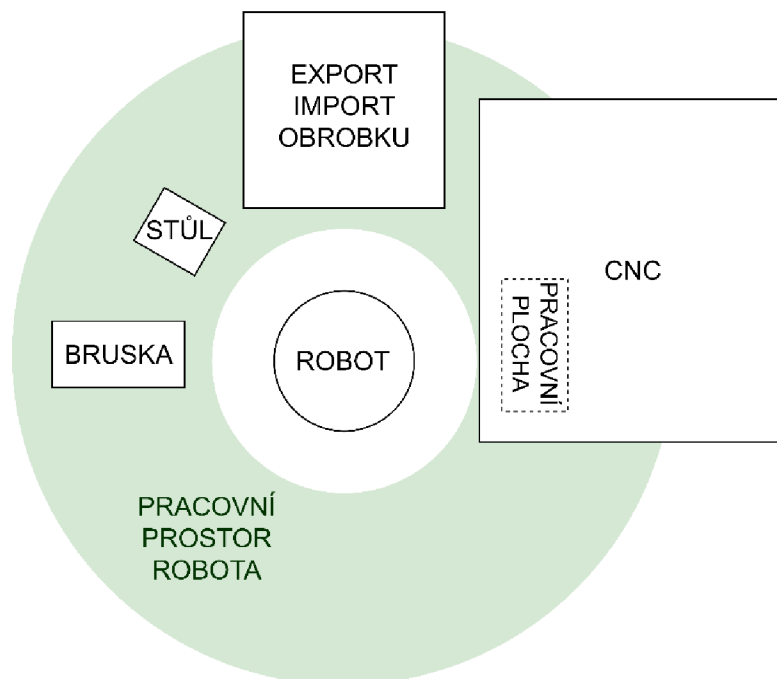 EXPORT
IMPORT
OBROBKU
STŮL
CNC
PRACOVNÍ
PLOCHA
BRUSKA
ROBOT
PRACOVNÍ
PROSTOR
ROBOTA